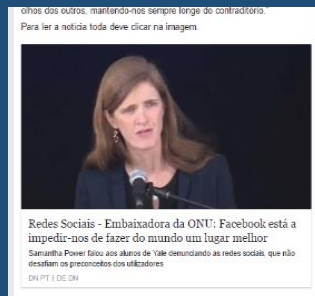 olhos dos outros, mantendo-nos sempre longe do contraditório."
Para ler a notícia toda deve clicar na imagem.
Redes Sociais - Embaixadora da ONU: Facebook está a
impedir-nos de fazer do mundo um lugar melhor
Samantha Power falou aos alunos de Yale denunciando as redes sociais, que não
desafiam os preconceitos dos utilizadores
DN.PT | DE DN